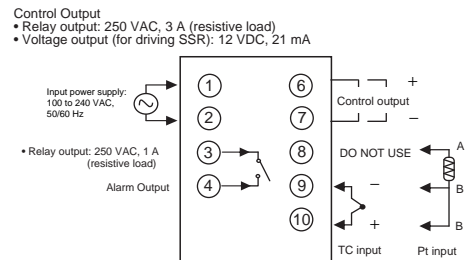 Control Output
• Relay output: 250 VAC, 3 A (resistive load)
• Voltage output (for driving SSR): 12 VDC, 21 mA
Input power supply:
100 to 240 VAC,
50/60 Hz
1
6
+
Control output
2
7
−
• Relay output: 250 VAC, 1 A
(resistive load)
3
8
DO NOT USE
A
Alarm Output
4
9
−
B
10
+
B
TC input
Pt input